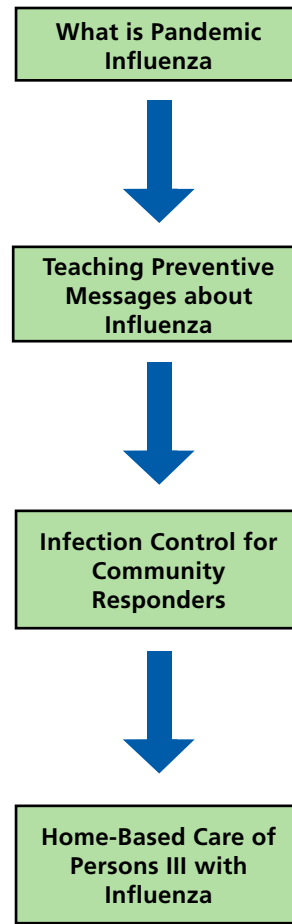 What is Pandemic
Influenza
Teaching Preventive
Messages about
Influenza
Infection Control for
Community
Responders
Home-Based Care of
Persons Ill with
Influenza